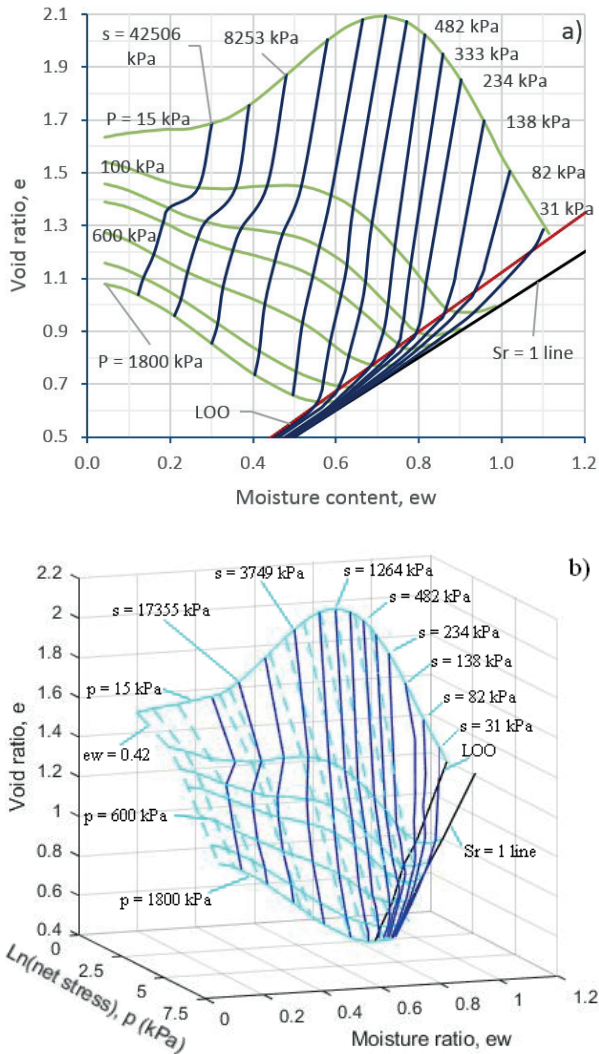 2.1
1.9
1.7
1.5
1.3
1.1
0.9
0.7
0.5
Void ratio, e
s = 42506
kPa
8253 kPa
a)
482 kPa
333 kPa
234 kPa
138 kPa
82 kPa
31 kPa
P = 15 kPa
100 kPa
600 kPa
P = 1800 kPa
Sr = 1 line
LOO
0.0 0.2 0.4 0.6 0.8 1.0 1.2
Moisture content, ew
b)
2.2
2
1.8
1.6
1.4
1.2
1
0.8
0.6
0.4
Void ratio, e
s = 3749 kPa
s = 1264 kPa
s = 17355 kPa
s = 482 kPa
s = 234 kPa
s = 138 kPa
s = 82 kPa
s = 31 kPa
p = 15 kPa
LOO
ew = 0.42
p = 600 kPa
Sr = 1 line
p = 1800 kPa
0
2.5
5
7.5
Ln(net stress), p (kPa)
0 0.2 0.4 0.6 0.8 1 1.2
Moisture ratio, ew